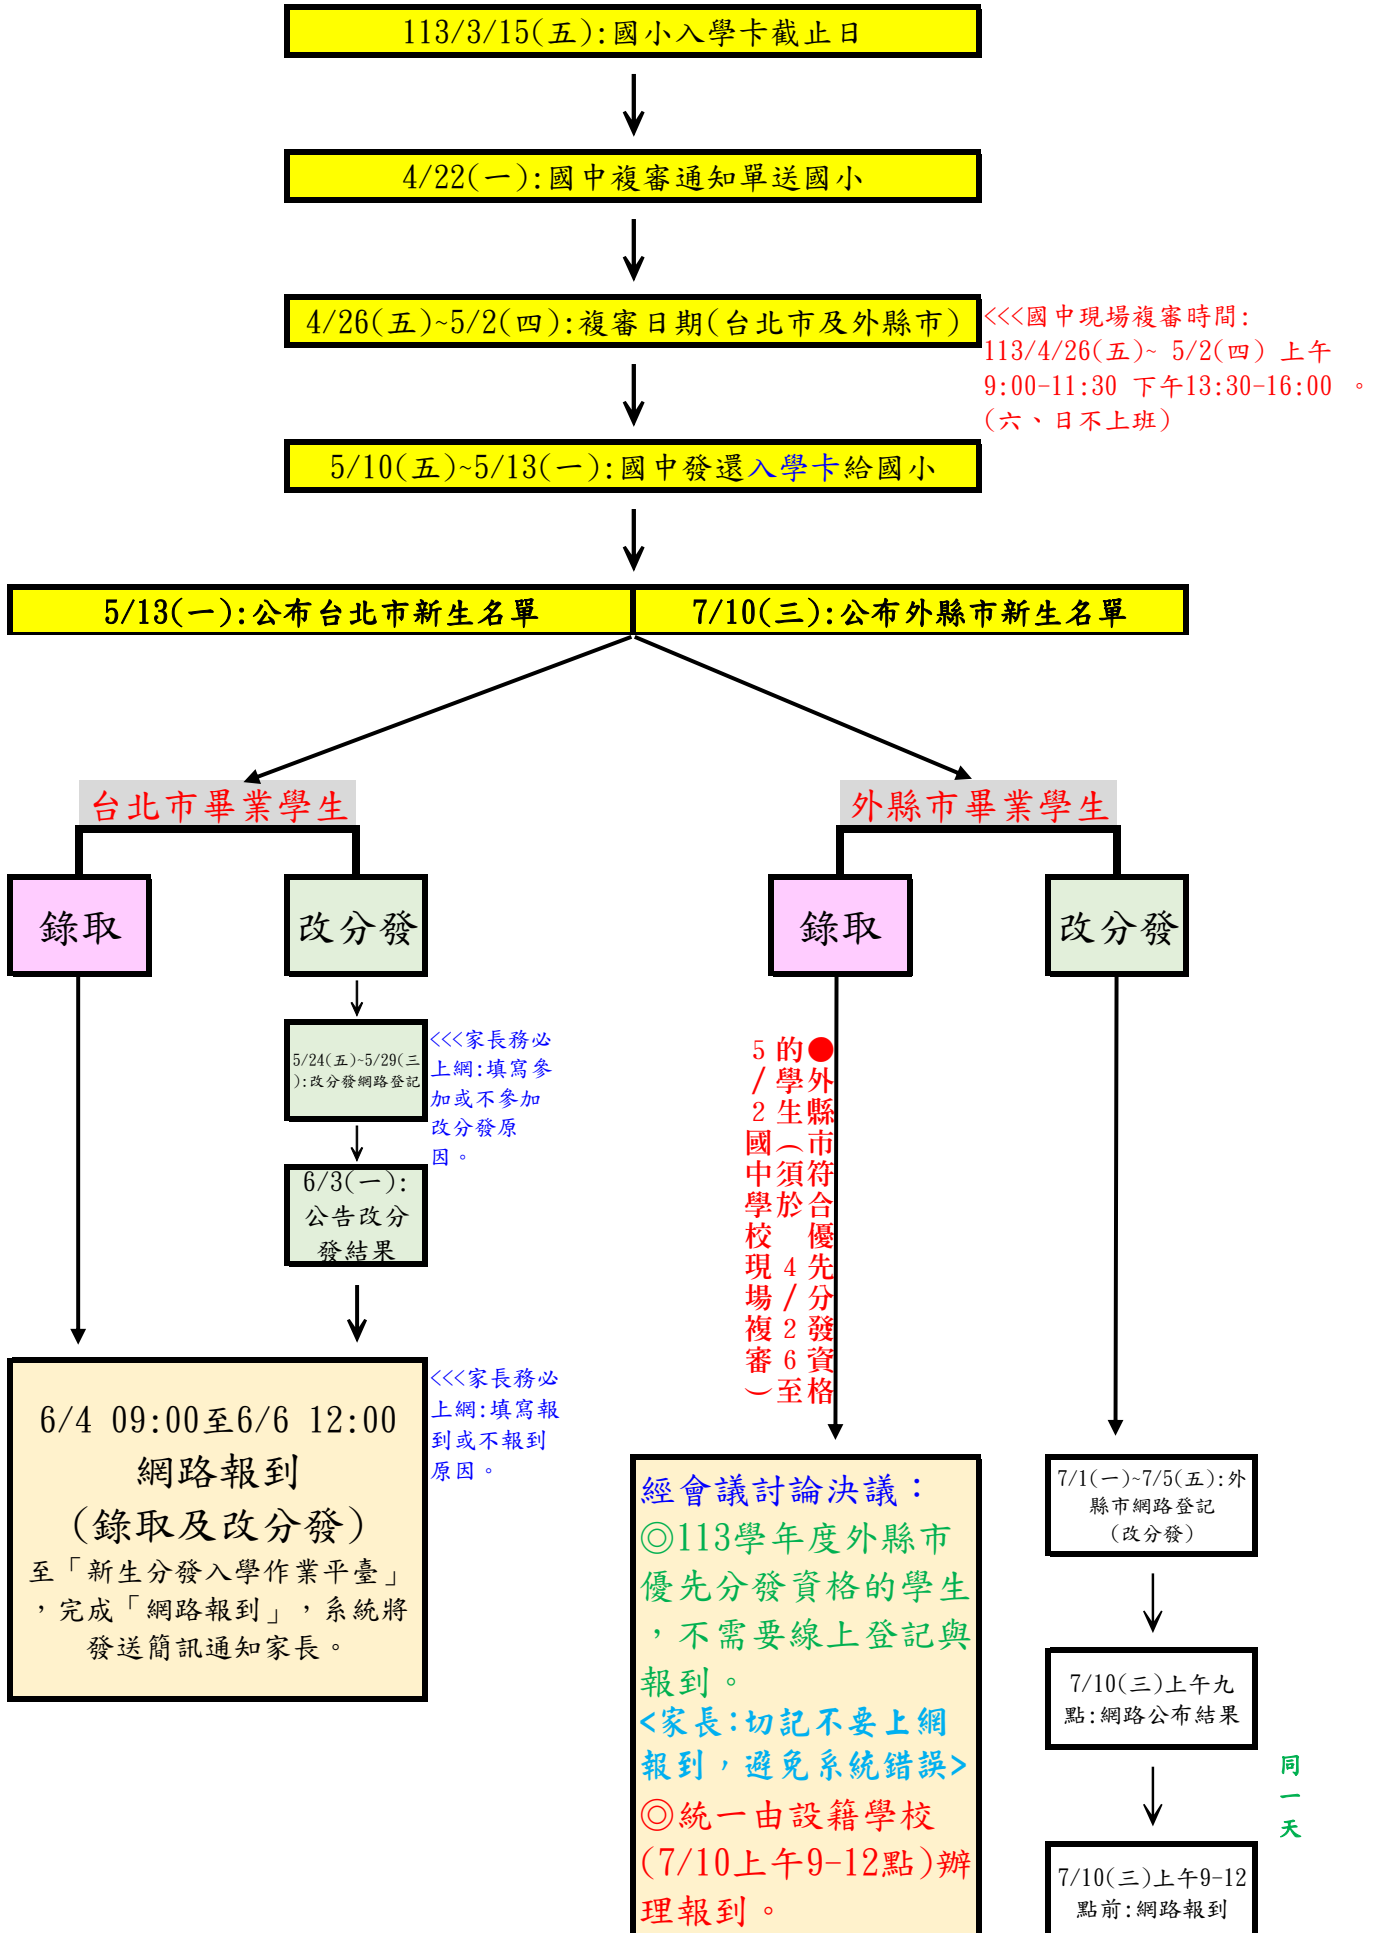 113/3/15(五):國小入學卡截止日
4/22(一):國中複審通知單送國小
4/26(五)~5/2(四):複審日期(台北市及外縣市)
<<<國中現場複審時間:
113/4/26(五)~ 5/2(四) 上午
9:00-11:30 下午13:30-16:00 。
(六、日不上班)
5/10(五)~5/13(一):國中發還入學卡給國小
5/13(一):公布台北市新生名單
7/10(三):公布外縣市新生名單
台北市畢業學生
錄取
改分發
5/24(五)~5/29(三
):改分發網路登記
<<<家長務必
上網:填寫參
加或不參加
改分發原
因。
6/3(一):
公告改分
發結果
6/4 09:00至6/6 12:00
網路報到
(錄取及改分發)
至「新生分發入學作業平臺」
,完成「網路報到」,系統將
發送簡訊通知家長。
<<<家長務必
上網:填寫報
到或不報到
原因。
外縣市畢業學生
錄取
改分發
●外縣市符合優先分發資格
的學生(須於 4/26至
5/2國中學校現場複審)
經會議討論決議:
◎113學年度外縣市
優先分發資格的學生
,不需要線上登記與
報到。
<家長:切記不要上網
報到,避免系統錯誤>
◎統一由設籍學校
(7/10上午9-12點)辦
理報到。
7/1(一)~7/5(五):外
縣市網路登記
(改分發)
7/10(三)上午九
點:網路公布結果
7/10(三)上午9-12
點前:網路報到
同一天